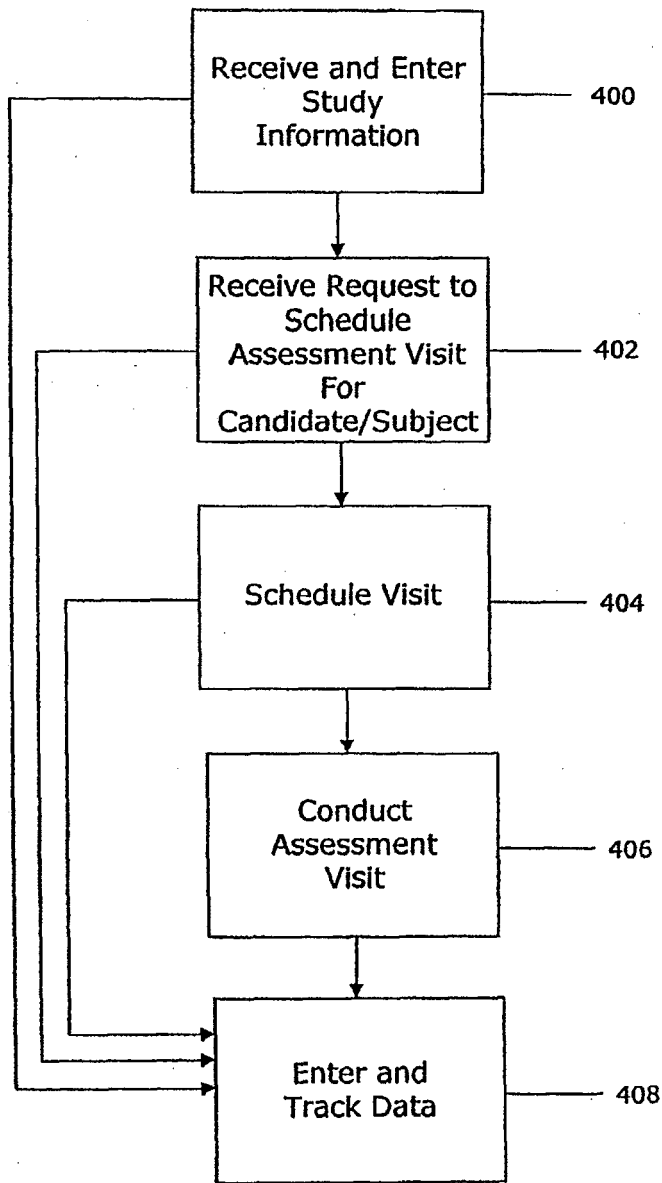 Receive and Enter
Study
Information
400
Receive Request to
Schedule
Assessment Visit
For
Candidate/Subject
402
Schedule Visit
404
Conduct
Assessment
Visit
406
Enter and
Track Data
408